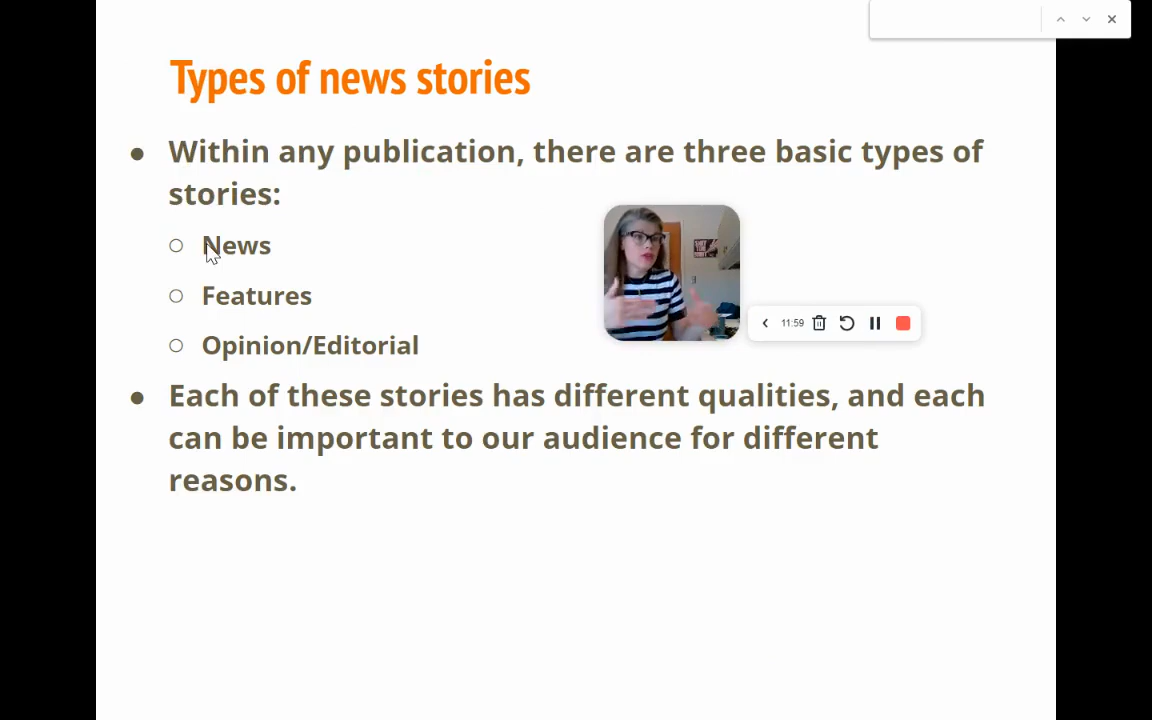 Types of news stories
Within any publication, there are three basic types of
stories:
News
Features
Opinion/Editorial
11:59
Each of these stories has different qualities, and each
can be important to our audience for different
reasons.